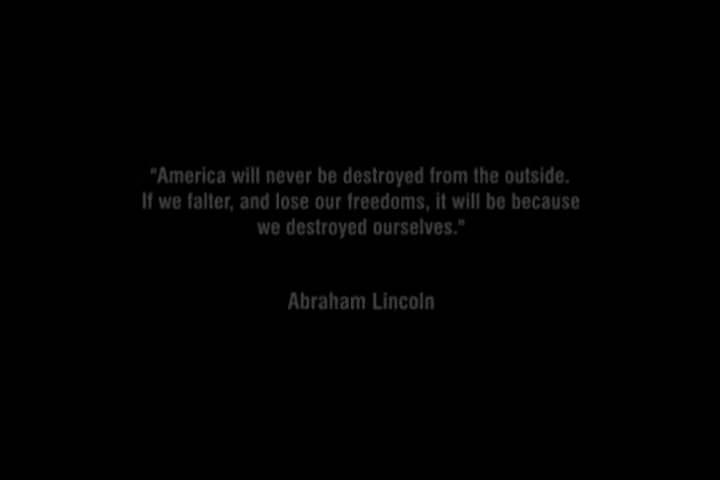 "America will never be destroyed from the outside.
If we falter, and lose our freedoms, it will be because
we destroyed ourselves."
Abraham Lincoln